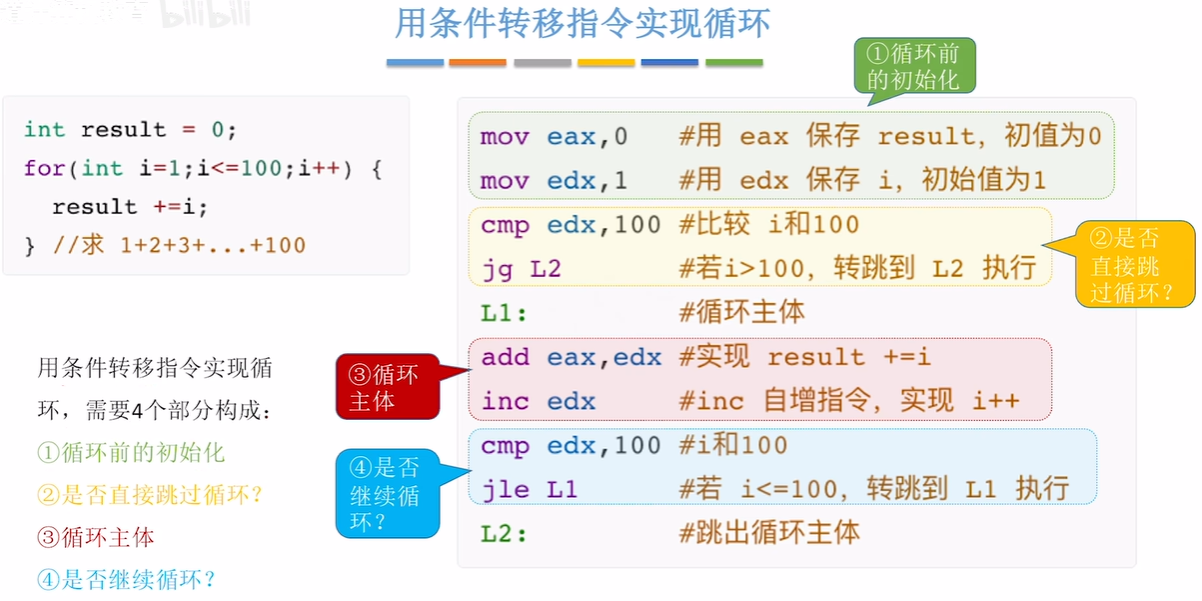 bilibili
用条件转移指令实现循环
①循环前
的初始化
int result = 0;
for(int i=1;i<=100;i++) {
result +=i;
} //求 1+2+3+...+100
mov eax,0 #用 eax 保存 result，初值为0
mov edx,1 #用 edx 保存 i，初始值为1
cmp edx,100 #比较 i和100
jg L2 #若i>100，转跳到 L2 执行
②是否
直接跳
过循环？
L1: #循环主体
③循环
主体
add eax,edx #实现 result +=i
inc edx #inc 自增指令，实现 i++
④是否
继续循
环？
cmp edx,100 #i和100
jle L1 #若 i<=100，转跳到 L1 执行
L2: #跳出循环主体
用条件转移指令实现循
环，需要4个部分构成：
①循环前的初始化
②是否直接跳过循环？
③循环主体
④是否继续循环？